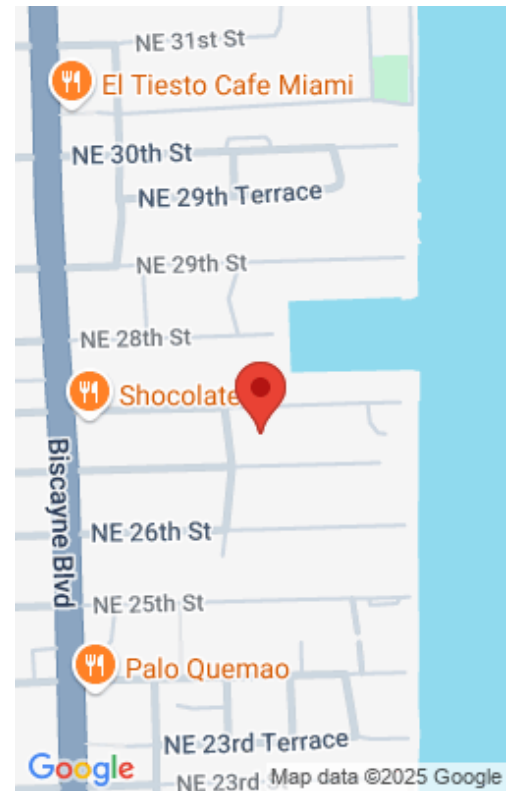 NE 31st St
El Tiesto Cafe Miami
NE 30th St
NE 29th Terrace
NE 29th St
NE 28th St
Shocolate
Biscayne Blvd
NE 26th St
NE 25th St
Palo Quemao
NE 23rd Terrace
Google
NE 23rd
Map data ©2025 Google